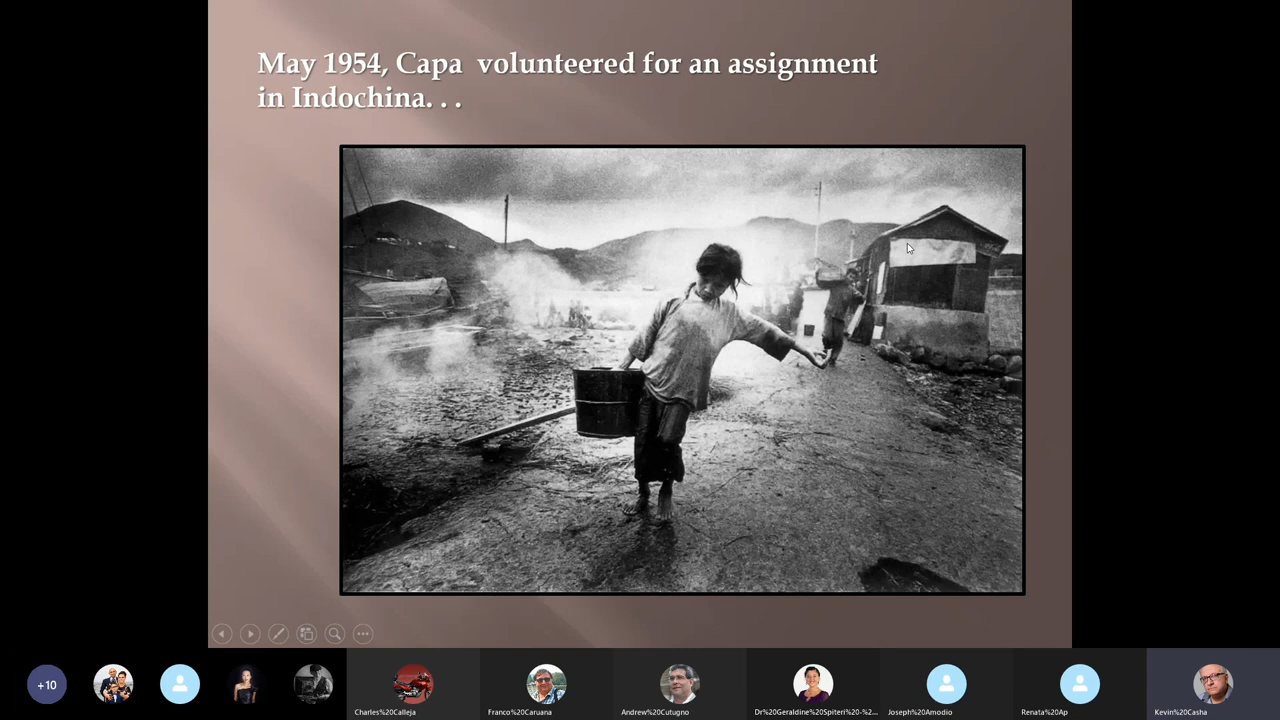 May 1954, Capa  volunteered for an assignment
in Indochina. . .
+10
Charles%20Calleja
Franco%20Caruana
Andrew%20Cutugno
Dr%20Geraldine%20Spiteri%20-%2...
Joseph%20Amodio
Renata%20Ap
Kevin%20Casha